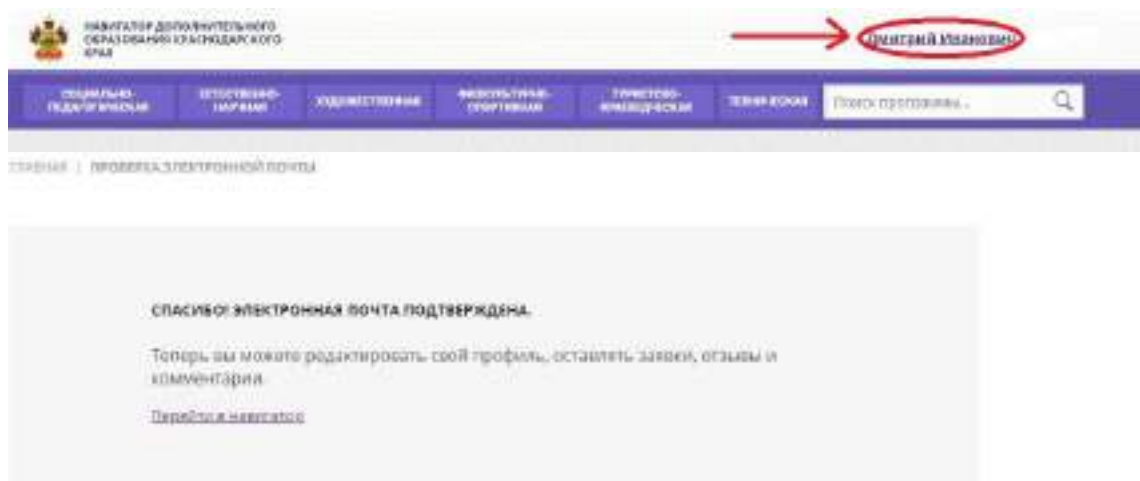 НАВИГАТОР ДОПОЛНИТЕЛЬНОГО
ОБРАЗОВАНИЯ КРАСНОДАРСКОГО
КРАЯ
Дмитрий Иванович
СОЦИАЛЬНО-
ПЕДАГОГИЧЕСКАЯ
ЕСТЕСТВЕННО-
НАУЧНАЯ
ХУДОЖЕСТВЕННАЯ
ФИЗКУЛЬТУРНО-
СПОРТИВНАЯ
ТУРИСТСКО-
КРАЕВЕДЧЕСКАЯ
ТЕХНИЧЕСКАЯ
Поиск программы...
ГЛАВНАЯ | ПРОВЕРКА ЭЛЕКТРОННОЙ ПОЧТЫ
СПАСИБО! ЭЛЕКТРОННАЯ ПОЧТА ПОДТВЕРЖДЕНА.
Теперь вы можете редактировать свой профиль, оставлять заявки, отзывы и
комментарии.
Перейти в навигатор